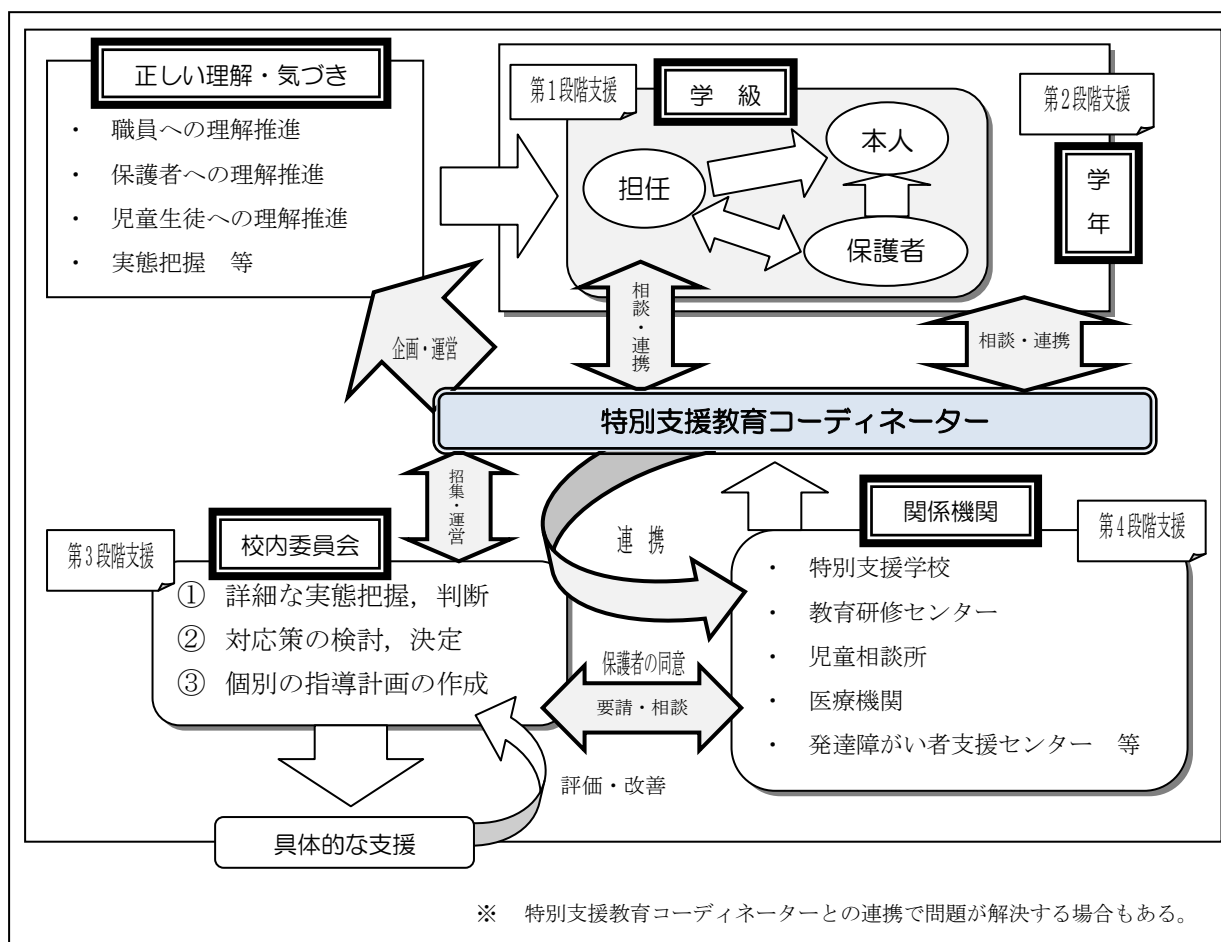 正しい理解・気づき
・ 職員への理解推進
・ 保護者への理解推進
・ 児童生徒への理解推進
・ 実態把握 等
第1段階支援
学 級
担任
本人
保護者
第2段階支援
学年
相談・連携
相談・連携
企画・運営
特別支援教育コーディネーター
招集・運営
連 携
第3段階支援
校内委員会
① 詳細な実態把握，判断
② 対応策の検討，決定
③ 個別の指導計画の作成
保護者の同意
要請・相談
関係機関
第4段階支援
・ 特別支援学校
・ 教育研修センター
・ 児童相談所
・ 医療機関
・ 発達障がい者支援センター 等
評価・改善
具体的な支援
※ 特別支援教育コーディネーターとの連携で問題が解決する場合もある。